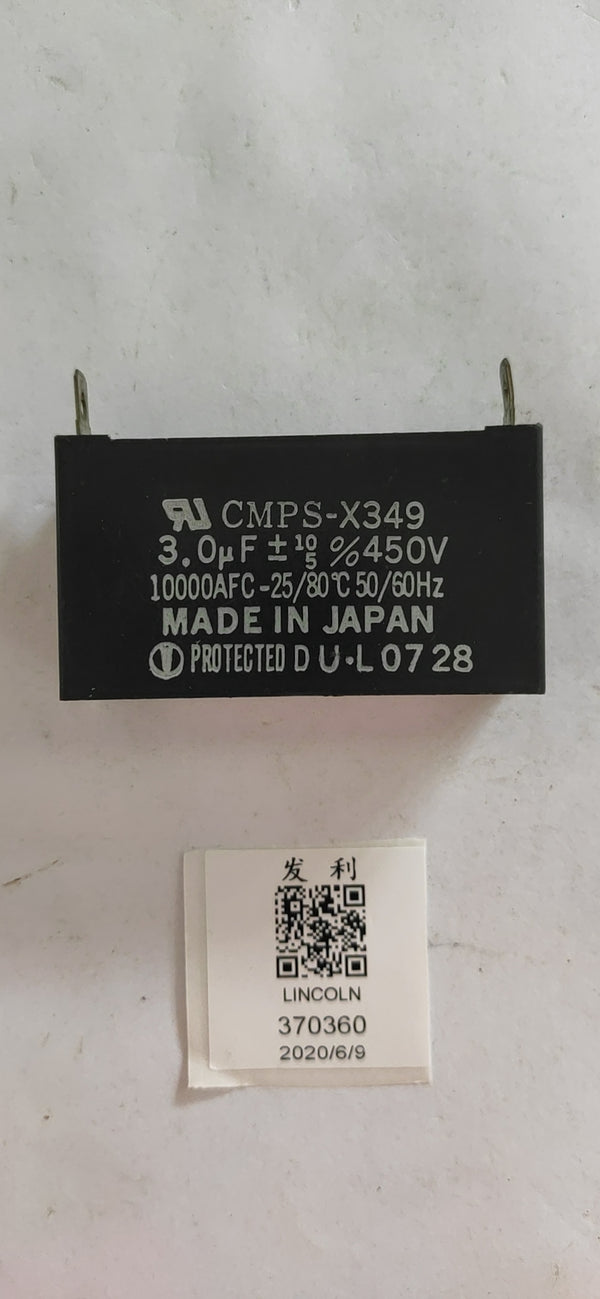 RU CMPS-X349
3.0μF ± 10/5 % 450V
10000AFC -25/80℃ 50/60Hz
MADE IN JAPAN
PROTECTED D U·L 07 28
发 利
LINCOLN
370360
2020/6/9